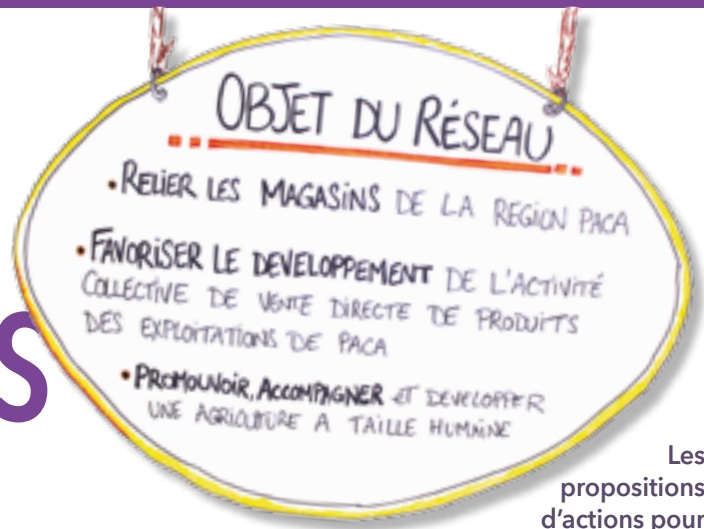 OBJET DU RÉSEAU
• RELIER LES MAGASINS DE LA REGION PACA
• FAVORISER LE DEVELOPPEMENT DE L'ACTIVITÉ
COLLECTIVE DE VENTE DIRECTE DE PRODUITS
DES EXPLOITATIONS DE PACA
• PROMOUVOIR, ACCOMPAGNER ET DEVELOPPER
UNE AGRICULTURE A TAILLE HUMAINE
S
Les
propositions
d'actions pour